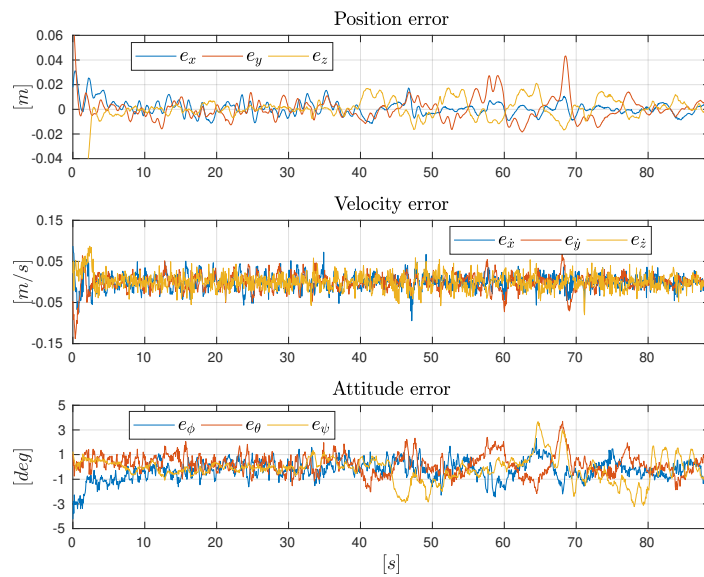 Position error
e_x e_y e_z
[m]
0.06
0.04
0.02
0
-0.02
-0.04
0 10 20 30 40 50 60 70 80
Velocity error
e_ẋ e_ẏ e_ż
[m/s]
0.15
0.05
-0.05
-0.15
0 10 20 30 40 50 60 70 80
Attitude error
e_ϕ e_θ e_ψ
[deg]
5
3
1
-1
-3
-5
0 10 20 30 40 50 60 70 80
[s]